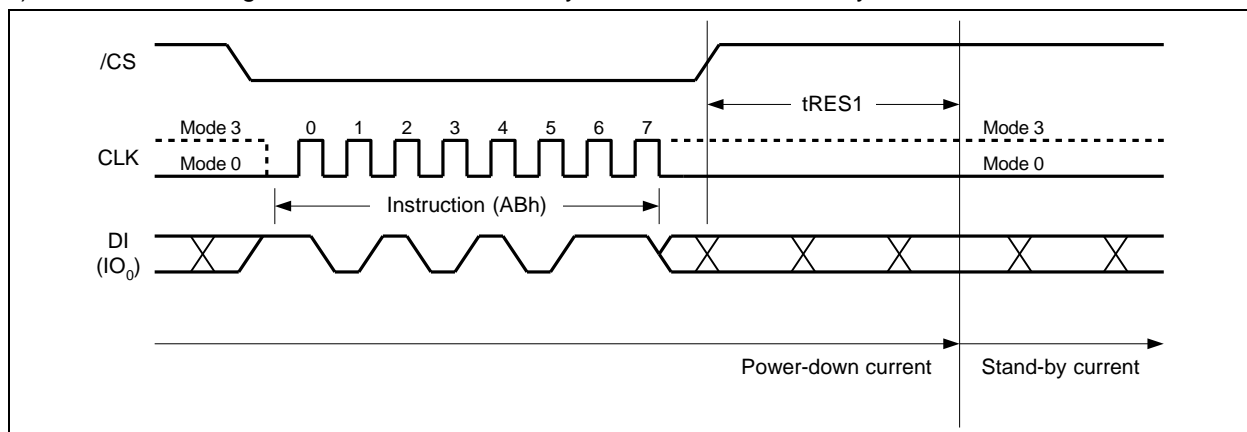 /CS
tRES1
Mode 3 0 1 2 3 4 5 6 7 Mode 3
CLK
Mode 0 Mode 0
Instruction (ABh)
DI
(IO0)
Power-down current Stand-by current